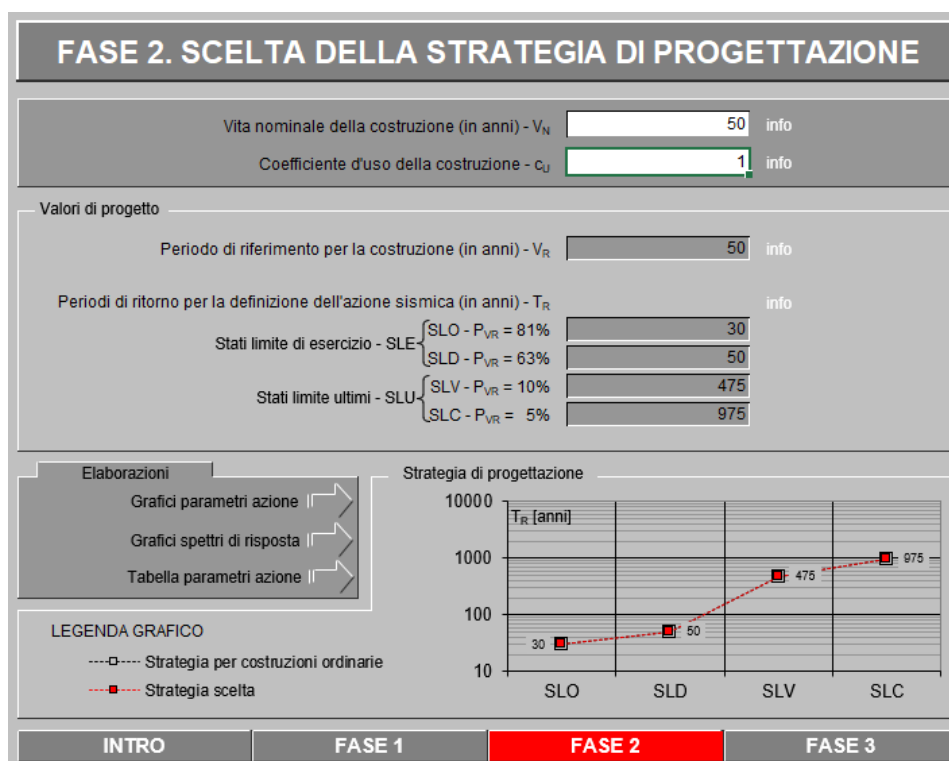 FASE 2. SCELTA DELLA STRATEGIA DI PROGETTAZIONE
Vita nominale della costruzione (in anni) - VN 50 info
Coefficiente d'uso della costruzione - cU 1 info
Valori di progetto
Periodo di riferimento per la costruzione (in anni) - VR 50 info
Periodi di ritorno per la definizione dell'azione sismica (in anni) - TR info
Stati limite di esercizio - SLE
SLO - PVR = 81% 30
SLD - PVR = 63% 50
Stati limite ultimi - SLU
SLV - PVR = 10% 475
SLC - PVR = 5% 975
Elaborazioni
Grafici parametri azione
Grafici spettri di risposta
Tabella parametri azione
Strategia di progettazione
10000
TR [anni]
1000
100
10
30
50
475
975
SLO SLD SLV SLC
LEGENDA GRAFICO
Strategia per costruzioni ordinarie
Strategia scelta
INTRO FASE 1 FASE 2 FASE 3